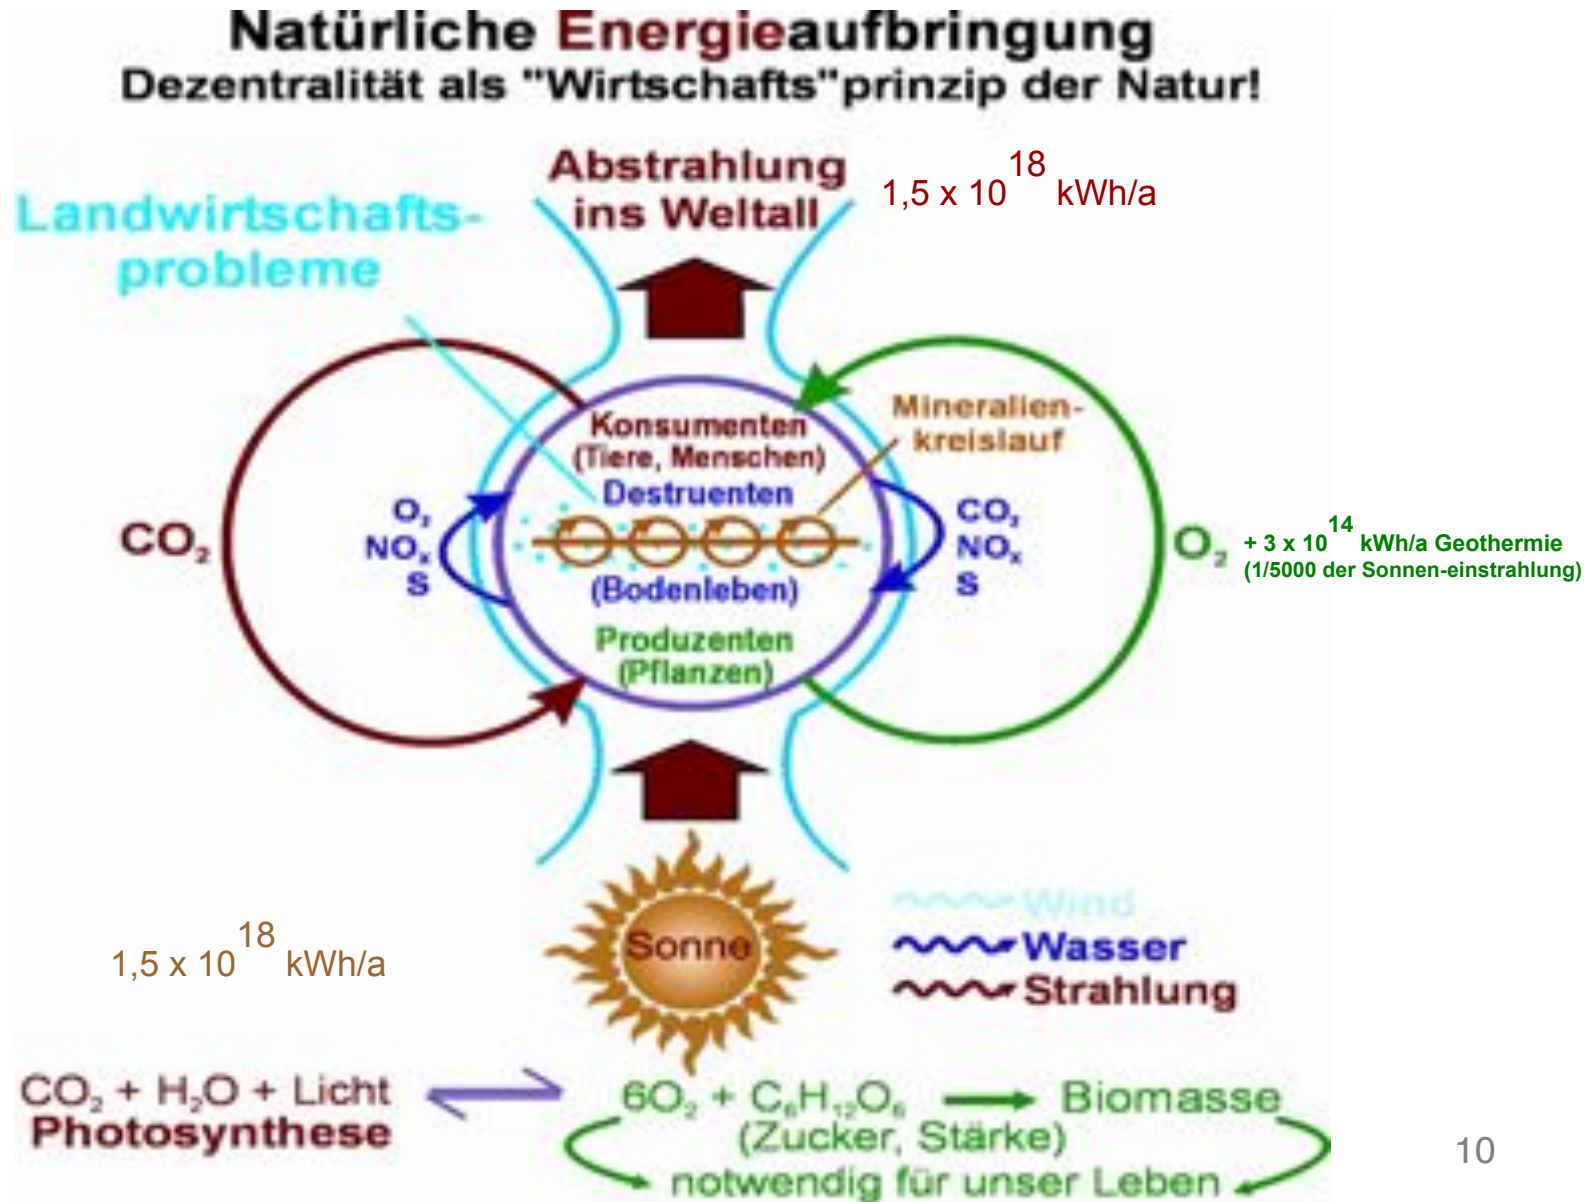 Natürliche Energieaufbringung
Dezentralität als "Wirtschafts"prinzip der Natur!
Abstrahlung
ins Weltall
1,5 x 10^18 kWh/a
Landwirtschafts-
probleme
Konsumenten
(Tiere, Menschen)
Destruenten
(Bodenleben)
Produzenten
(Pflanzen)
Mineralien-
kreislauf
CO₂
O₂
NOₓ
S
CO₂
NOₓ
S
O₂
+ 3 x 10^14 kWh/a Geothermie
(1/5000 der Sonnen-einstrahlung)
1,5 x 10^18 kWh/a
Sonne
Wind
Wasser
Strahlung
CO₂ + H₂O + Licht
Photosynthese
6O₂ + C₆H₁₂O₆ → Biomasse
(Zucker, Stärke)
notwendig für unser Leben
10